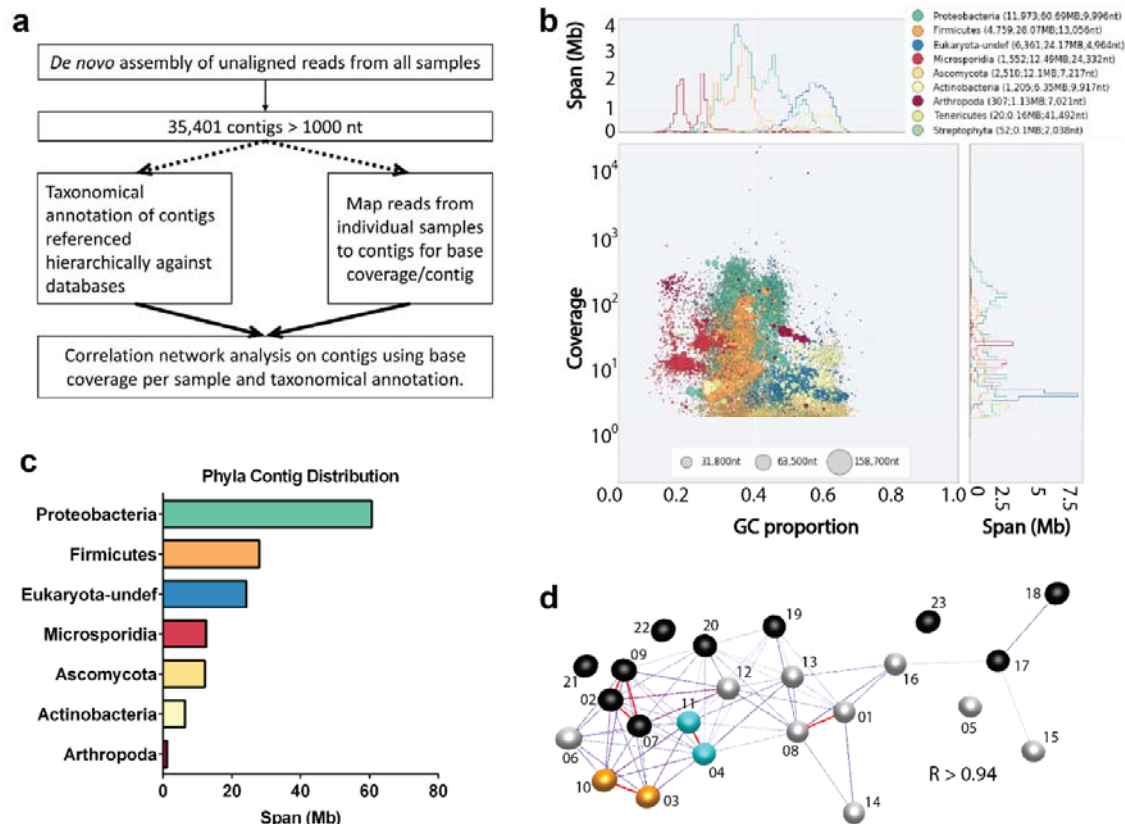 a
De novo assembly of unaligned reads from all samples
35,401 contigs > 1000 nt
Taxonomical
annotation of contigs
referenced
hierarchically against
databases
Map reads from
individual samples
to contigs for base
coverage/contig
Correlation network analysis on contigs using base
coverage per sample and taxonomical annotation.
b
Span (Mb)
4
3
2
1
0
Proteobacteria (11,973;60.69MB;9,996nt)
Firmicutes (4,759;28.07MB;13,056nt)
Eukaryota-undef (6,361;24.17MB;4,964nt)
Microsporidia (1,552;12.49MB;24,332nt)
Ascomycota (2,510;12.1MB;7,217nt)
Actinobacteria (1,205;6.35MB;9,917nt)
Arthropoda (307;1.13MB;7,021nt)
Tenericutes (20;0.16MB;41,492nt)
Streptophyta (52;0.1MB;2,038nt)
Coverage
10⁴
10³
10²
10¹
10⁰
31,800nt 63,500nt 158,700nt
0.0 0.2 0.4 0.6 0.8 1.0
GC proportion
0 2.5 5 7.5
Span (Mb)
c
Phyla Contig Distribution
Proteobacteria
Firmicutes
Eukaryota-undef
Microsporidia
Ascomycota
Actinobacteria
Arthropoda
0 20 40 60 80
Span (Mb)
d
18
23
19
20
22
17
09
12
13
16
21
02
11
01
05
07
08
06
04
15
R > 0.94
10
03
14